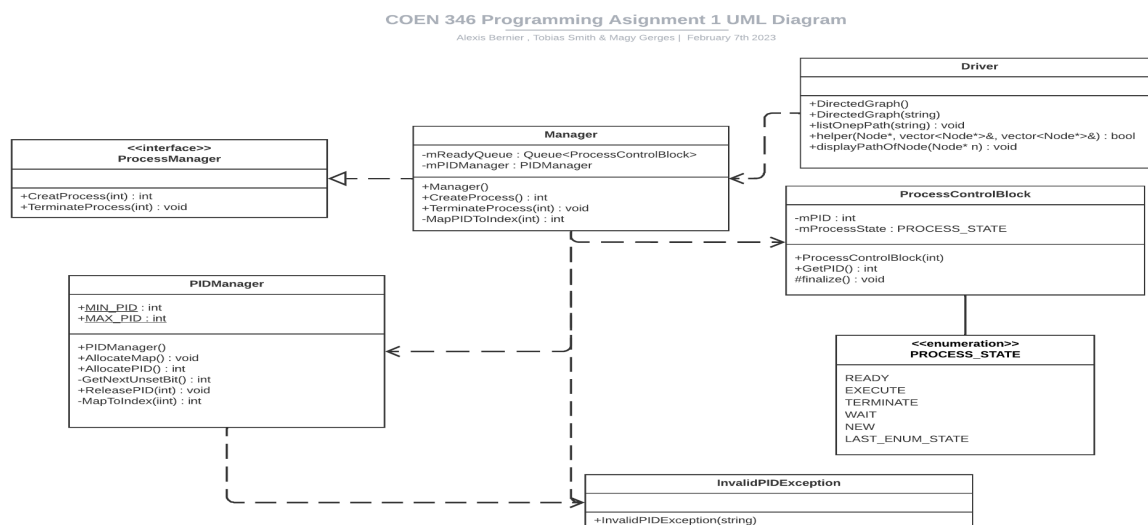 COEN 346 Programming Asignment 1 UML Diagram
Alexis Bernier , Tobias Smith & Magy Gerges | February 7th 2023
Driver
+DirectedGraph()
+DirectedGraph(string)
+listOnepPath(string) : void
+helper(Node*, vector<Node*>&, vector<Node*>&) : bool
+displayPathOfNode(Node* n) : void
Manager
-mReadyQueue : Queue<ProcessControlBlock>
-mPIDManager : PIDManager
+Manager()
+CreateProcess() : int
+TerminateProcess(int) : void
-MapPIDToIndex(int) : int
<<interface>>
ProcessManager
+CreatProcess(int) : int
+TerminateProcess(int) : void
ProcessControlBlock
-mPID : int
-mProcessState : PROCESS_STATE
+ProcessControlBlock(int)
+GetPID() : int
#finalize() : void
PIDManager
+MIN_PID : int
+MAX_PID : int
+PIDManager()
+AllocateMap() : void
+AllocatePID() : int
-GetNextUnsetBit() : int
+ReleasePID(int) : void
-MapToIndex(iint) : int
<<enumeration>>
PROCESS_STATE
READY
EXECUTE
TERMINATE
WAIT
NEW
LAST_ENUM_STATE
InvalidPIDException
+InvalidPIDException(string)